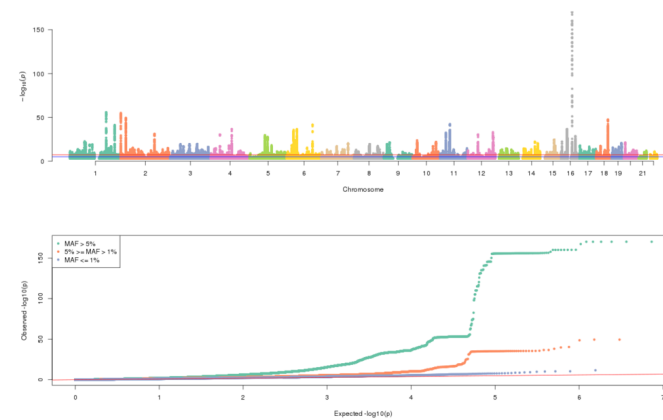 150
100
50
0
− log10(p)
1 2 3 4 5 6 7 8 9 10 11 12 13 14 15 16 17 18 19 21
Chromosome
MAF > 5%
5% >= MAF > 1%
MAF <= 1%
150
100
50
0
Observed -log10(p)
0 1 2 3 4 5 6 7
Expected -log10(p)